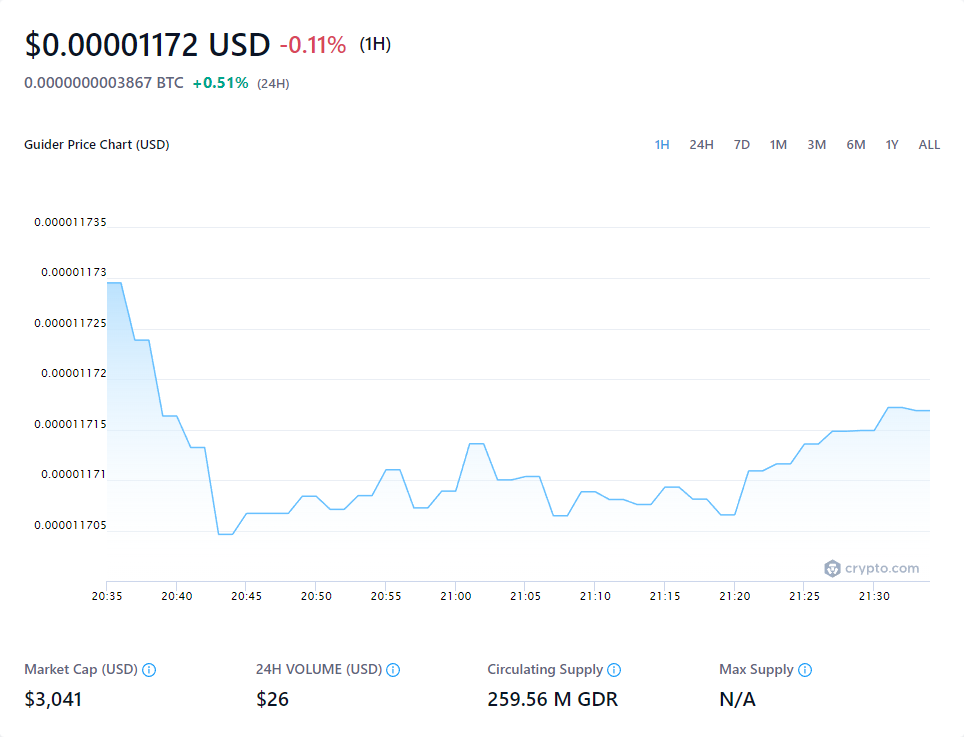 $0.00001172 USD -0.11% (1H)
0.0000000003867 BTC +0.51% (24H)
Guider Price Chart (USD) 1H 24H 7D 1M 3M 6M 1Y ALL
0.000011735
0.00001173
0.000011725
0.00001172
0.000011715
0.00001171
0.000011705
crypto.com
20:35 20:40 20:45 20:50 20:55 21:00 21:05 21:10 21:15 21:20 21:25 21:30
Market Cap (USD) 24H VOLUME (USD) Circulating Supply Max Supply
$3,041 $26 259.56 M GDR N/A